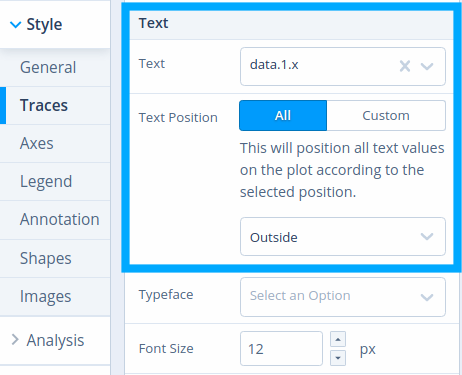 Style
General
Traces
Axes
Legend
Annotation
Shapes
Images
Analysis
Text
Text
data.1.x
Text Position
All
Custom
This will position all text values
on the plot according to the
selected position.
Outside
Typeface
Select an Option
Font Size
12
px